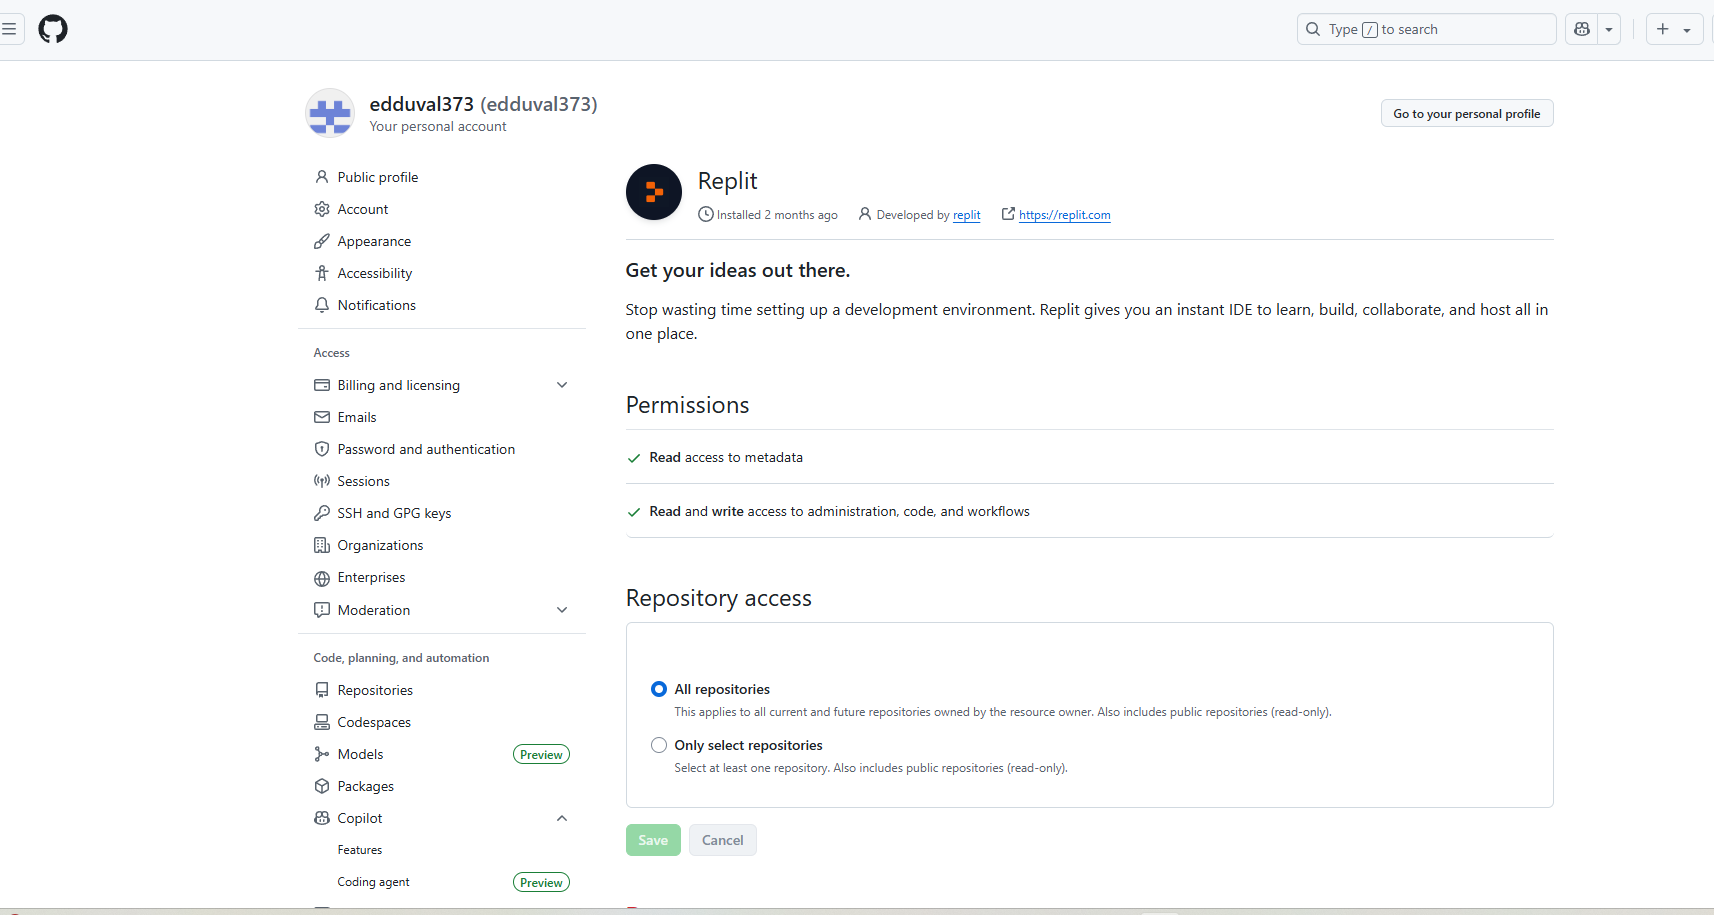 Type / to search
edduval373 (edduval373)
Your personal account
Go to your personal profile
Public profile
Account
Appearance
Accessibility
Notifications
Access
Billing and licensing
Emails
Password and authentication
Sessions
SSH and GPG keys
Organizations
Enterprises
Moderation
Code, planning, and automation
Repositories
Codespaces
Models Preview
Packages
Copilot
Features
Coding agent Preview
Replit
Installed 2 months ago Developed by replit https://replit.com
Get your ideas out there.
Stop wasting time setting up a development environment. Replit gives you an instant IDE to learn, build, collaborate, and host all in
one place.
Permissions
Read access to metadata
Read and write access to administration, code, and workflows
Repository access
All repositories
This applies to all current and future repositories owned by the resource owner. Also includes public repositories (read-only).
Only select repositories
Select at least one repository. Also includes public repositories (read-only).
Save Cancel